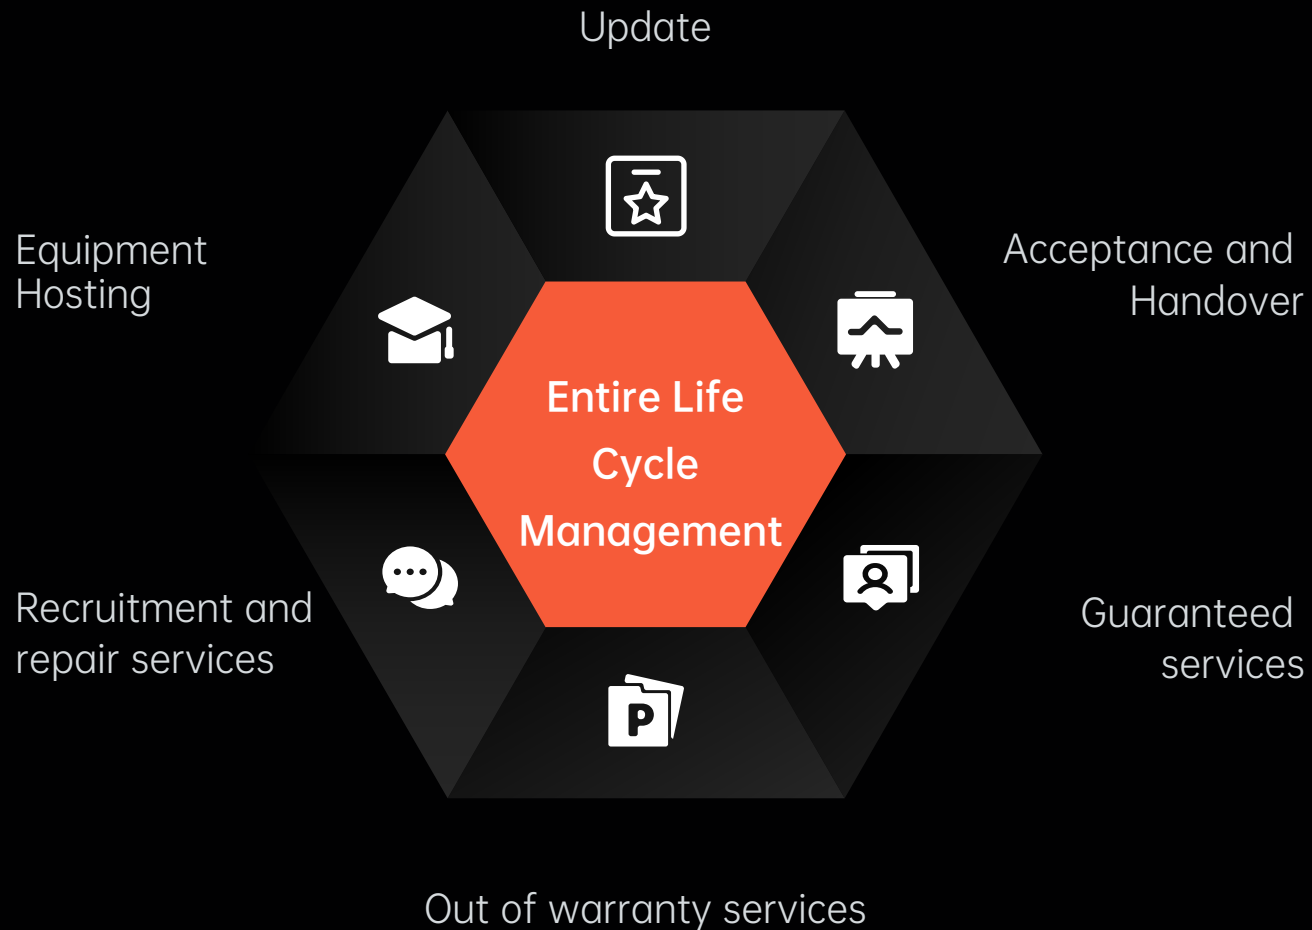 Update
Equipment
Hosting
Acceptance and
Handover
Entire Life
Cycle
Management
Recruitment and
repair services
Guaranteed
services
P
Out of warranty services